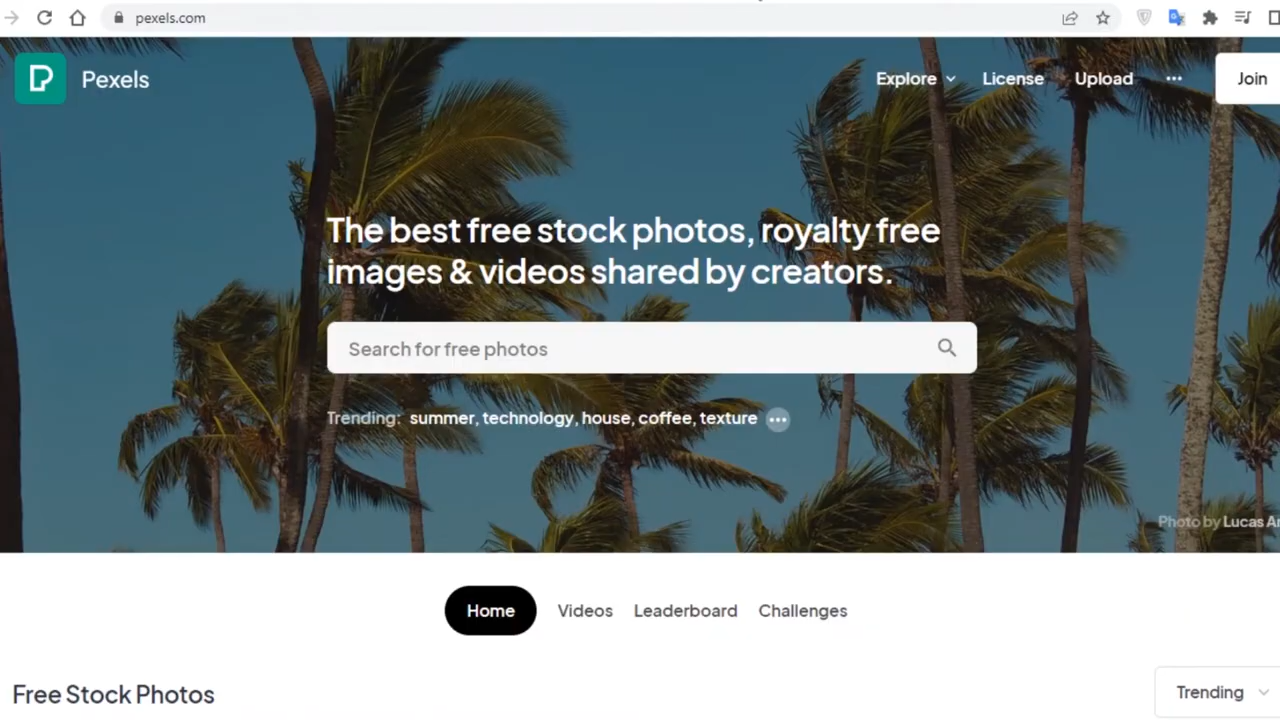 pexels.com
Pexels
Explore License Upload ... Join
The best free stock photos, royalty free
images & videos shared by creators.
Search for free photos
Trending: summer, technology, house, coffee, texture ...
Photo by Lucas
Home Videos Leaderboard Challenges
Free Stock Photos
Trending